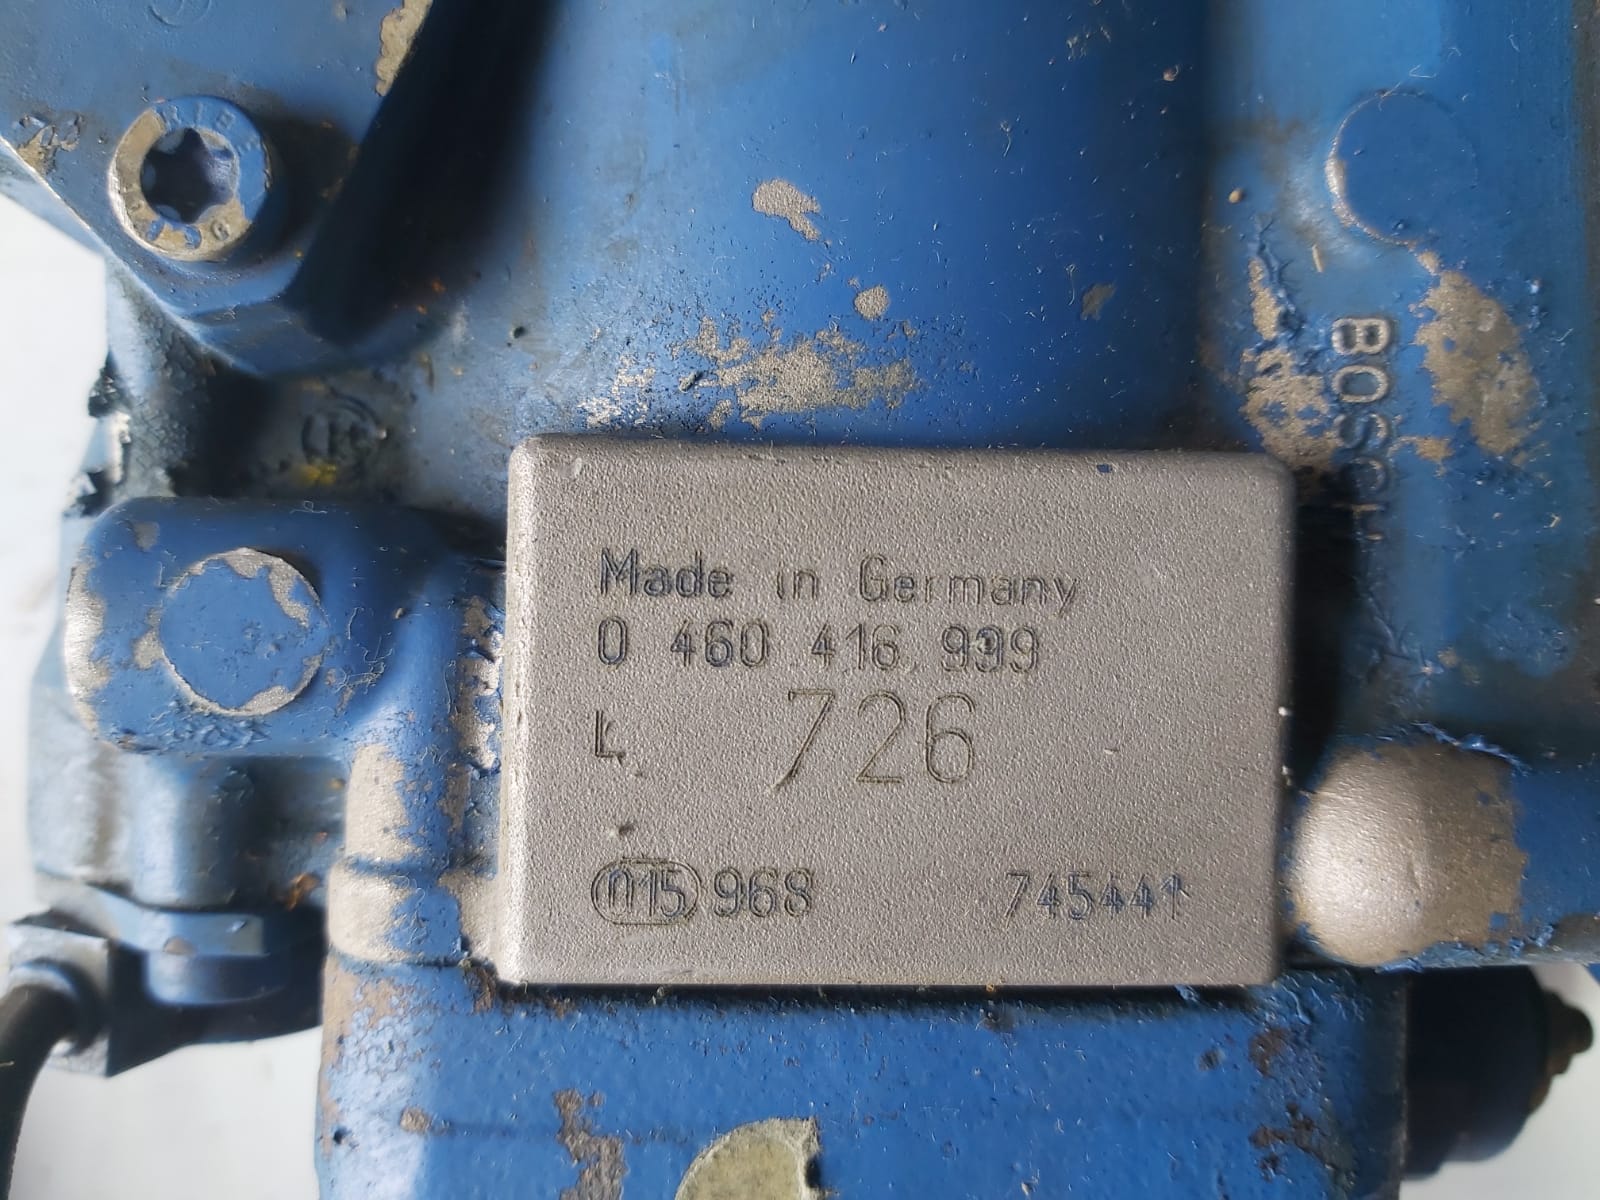 BOSCH
Made in Germany
0 460 416 999
L 726
015 968 745441